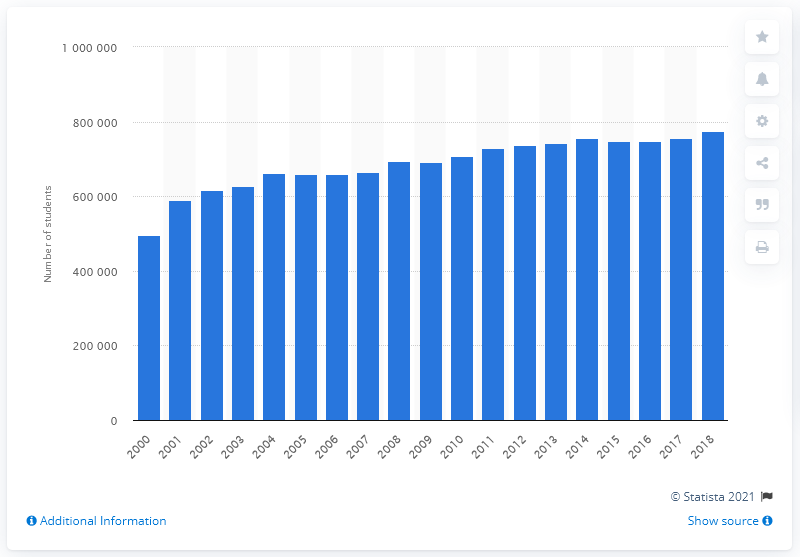 1 000 000
800 000
600 000
400 000
200 000
0
Number of students
2000 2001 2002 2003 2004 2005 2006 2007 2008 2009 2010 2011 2012 2013 2014 2015 2016 2017 2018
© Statista 2021
Additional Information
Show source